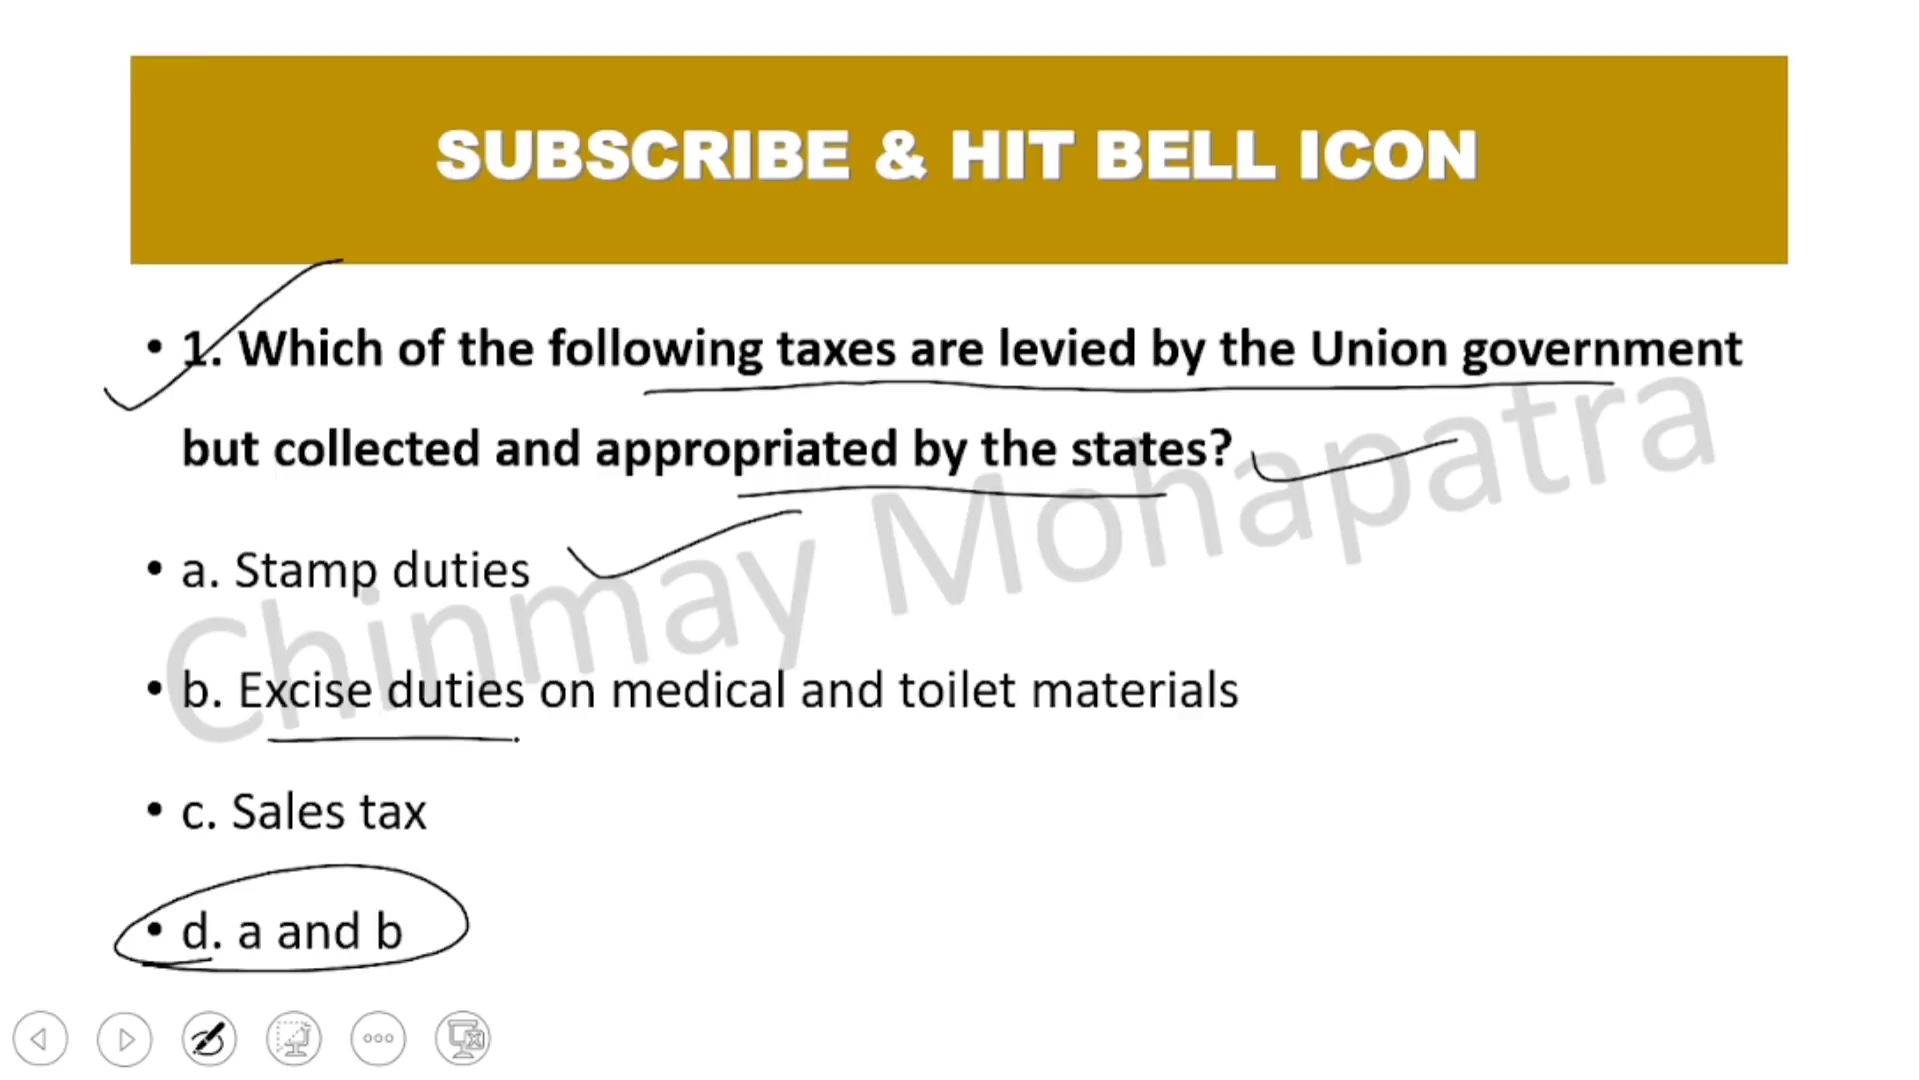 SUBSCRIBE & HIT BELL ICON
• 1. Which of the following taxes are levied by the Union government
but collected and appropriated by the states?
• a. Stamp duties
• b. Excise duties on medical and toilet materials
• c. Sales tax
• d. a and b
Chinmay Mohapatra